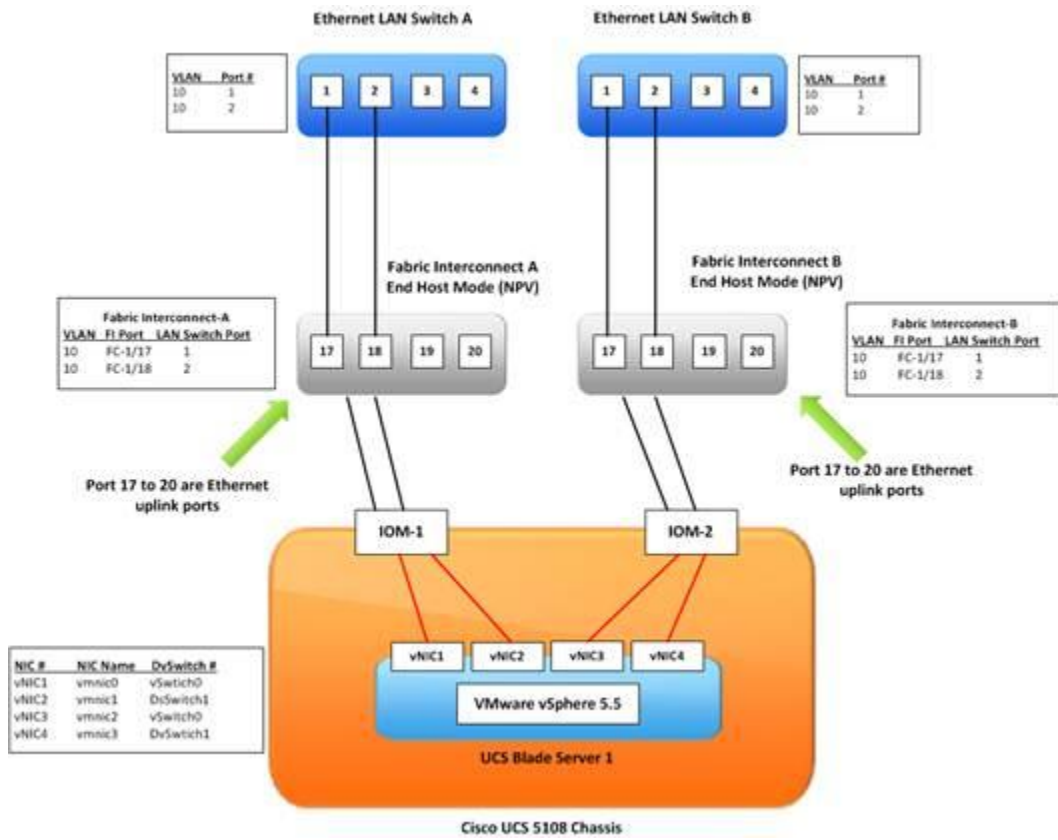 Ethernet LAN Switch A
Ethernet LAN Switch B
VLAN Port #
10 1
10 2
1 2 3 4
1 2 3 4
VLAN Port #
10 1
10 2
Fabric Interconnect A
End Host Mode (NPV)
Fabric Interconnect B
End Host Mode (NPV)
Fabric Interconnect-A
VLAN FI Port LAN Switch Port
10 FC-1/17 1
10 FC-1/18 2
17 18 19 20
17 18 19 20
Fabric Interconnect-B
VLAN FI Port LAN Switch Port
10 FC-1/17 1
10 FC-1/18 2
Port 17 to 20 are Ethernet
uplink ports
Port 17 to 20 are Ethernet
uplink ports
IOM-1
IOM-2
vNIC1 vNIC2 vNIC3 vNIC4
NIC # NIC Name DvSwitch #
vNIC1 vmnic0 vSwtich0
vNIC2 vmnic1 DsSwitch1
vNIC3 vmnic2 vSwitch0
vNIC4 vmnic3 DvSwtich1
VMware vSphere 5.5
UCS Blade Server 1
Cisco UCS 5108 Chassis